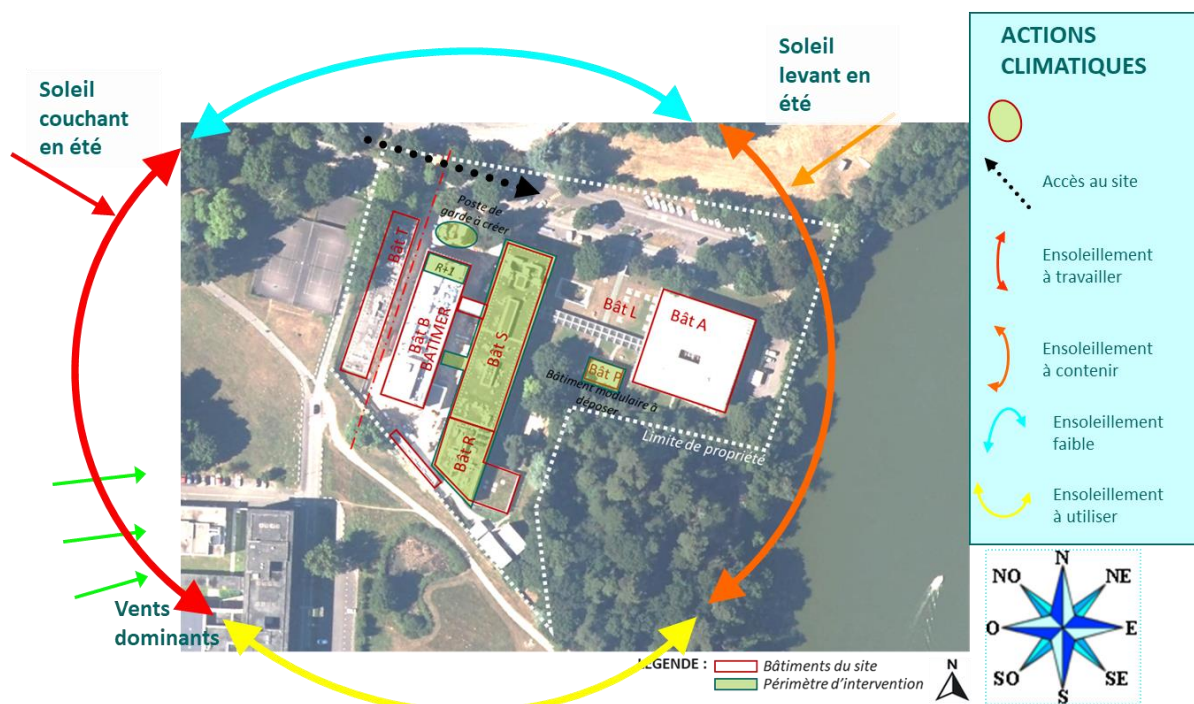 Soleil
couchant
en été
Soleil
levant en
été
ACTIONS
CLIMATIQUES
Accès au site
Ensoleillement
à travailler
Ensoleillement
à contenir
Ensoleillement
faible
Ensoleillement
à utiliser
Poste de
garde à créer
Bât T
R+1
Bât B
BATIMER
Bât S
Bât R
Bât L
Bât A
Bât P
Bâtiment modulaire à
déposer
Limite de propriété
Vents
dominants
LEGENDE :
Bâtiments du site
Périmètre d'intervention
N
N
NO
NE
O
E
SO
SE
S